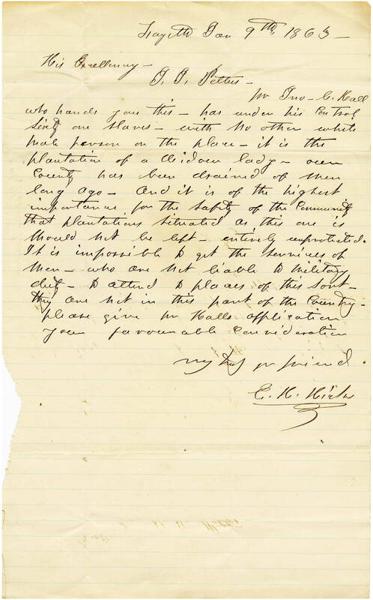 Fayette Jan 9th 1863 -
His Excellency -
J. J. Pettus -
Mr Jno - C. Hall
who hands you this - has under his Control
Sixty one slaves - with no other white
male person on the place - it is the
plantation of a Widow lady - our
County has been drained of men
long ago - And it is of the highest
importance for the safety of the Community
that plantations situated as this one is
should not be left - entirely unprotected.
It is impossible to get the services of
men - who are not liable to military
duty - to attend to places of this sort -
they are not in this part of the Country -
please give Mr Halls application
your favourable Consideration
yr friend
C. K.